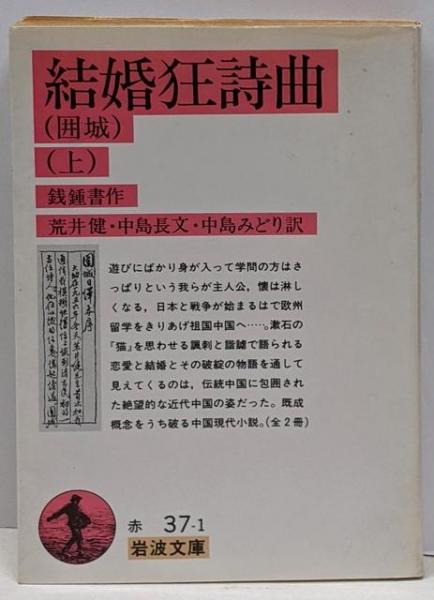 結婚狂詩曲
(囲城)
(上)
銭鍾書作
荒井健・中島長文・中島みどり訳
遊びにばかり身が入って学問の方はさ
っぱりという我らが主人公,懐は淋し
くなる,日本と戦争が始まるはで欧州
留学をきりあげ祖国中国へ……。漱石の
『猫』を思わせる諷刺と諧謔で語られる
恋愛と結婚とその破綻の物語を通して
見えてくるのは,伝統中国に包囲され
た絶望的な近代中国の姿だった。既成
概念をうち破る中国現代小説。(全2冊)
圍城日譯本序
赤 37-1
岩波文庫